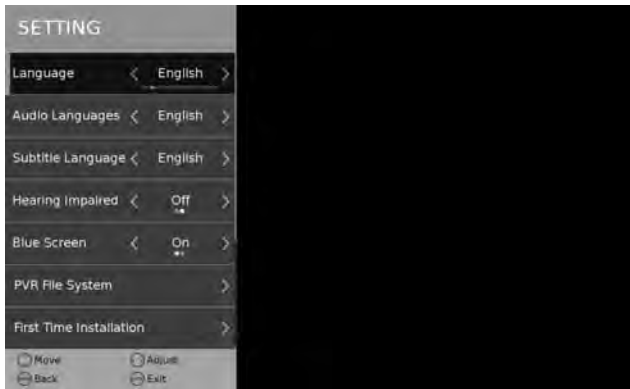 SETTING
Language English
Audio Languages English
Subtitle Language English
Hearing Impaired Off
Blue Screen On
PVR File System
First Time Installation
Move Adjust
Back Exit